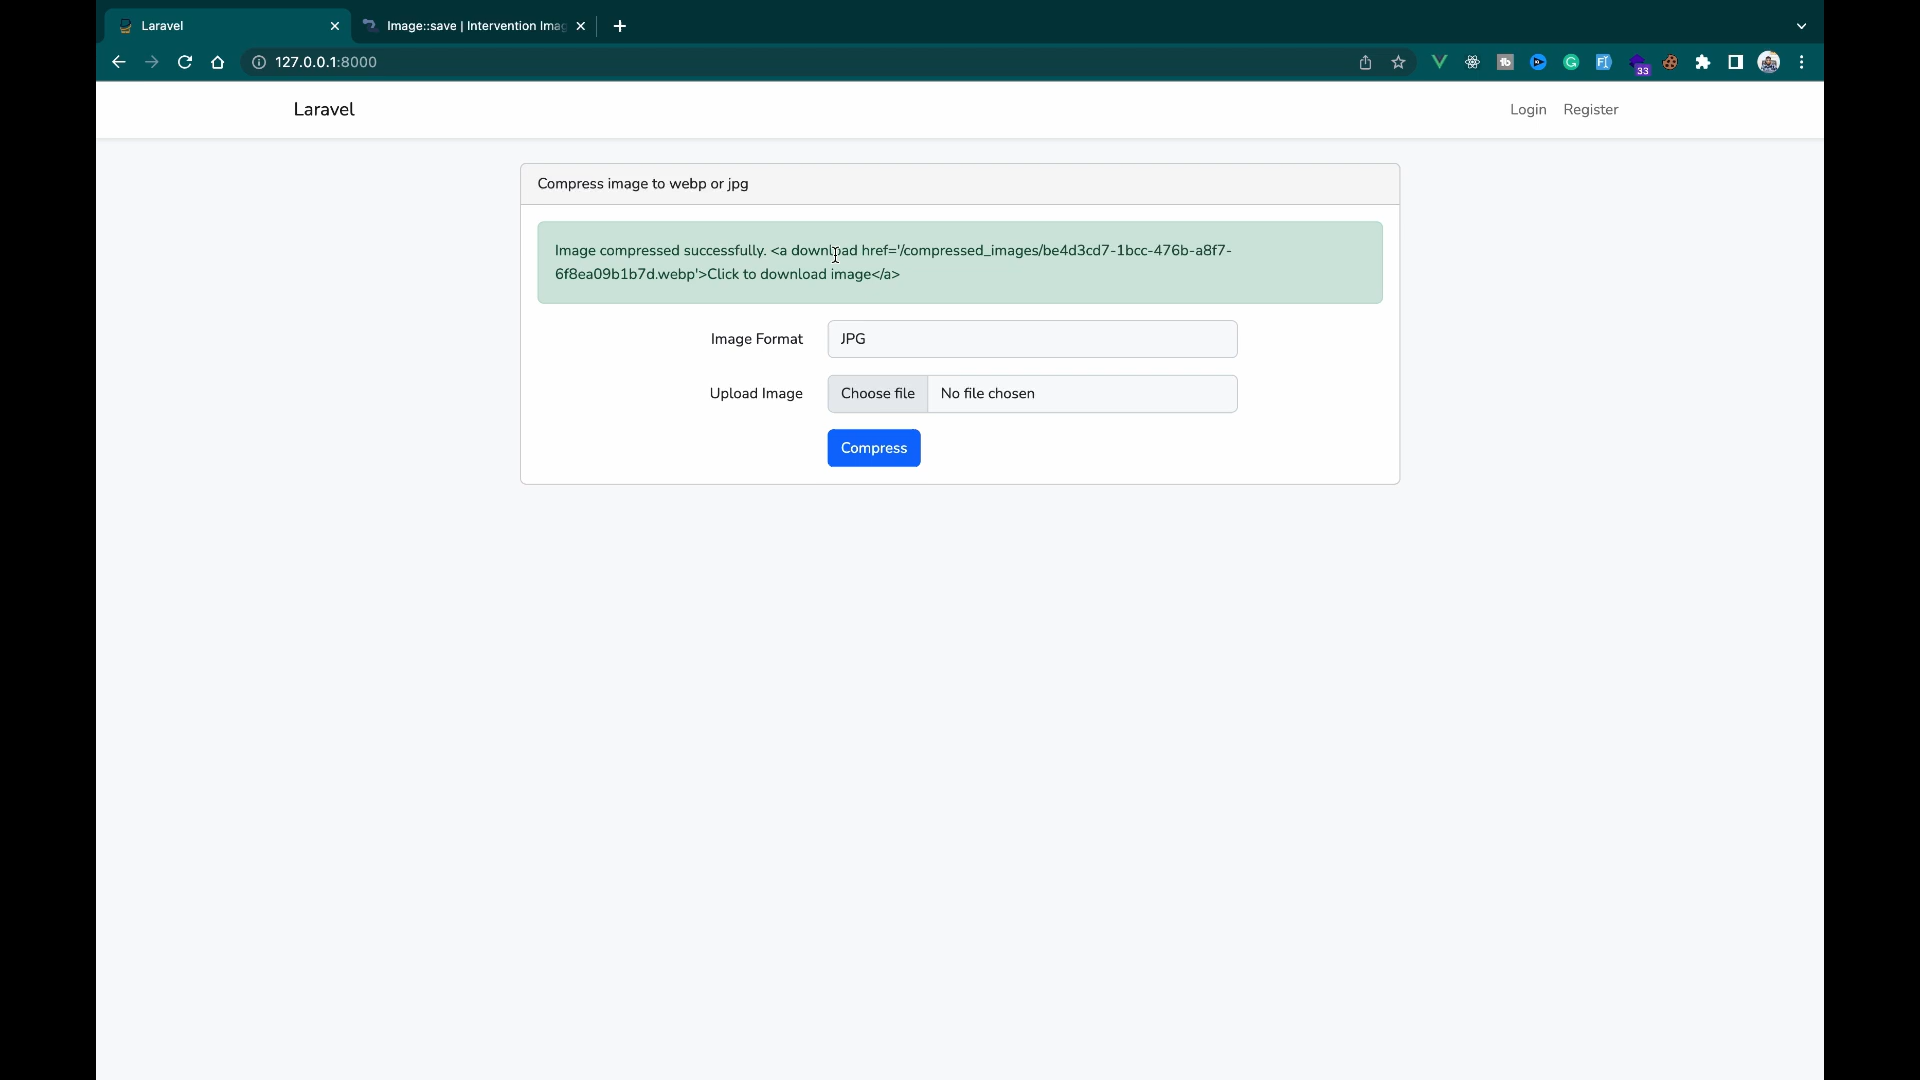 Laravel
Image::save | Intervention Imag
127.0.0.1:8000
33
Laravel
Login
Register
Compress image to webp or jpg
Image compressed successfully. <a download href='/compressed_images/be4d3cd7-1bcc-476b-a8f7-
6f8ea09b1b7d.webp'>Click to download image</a>
Image Format
JPG
Upload Image
Choose file
No file chosen
Compress